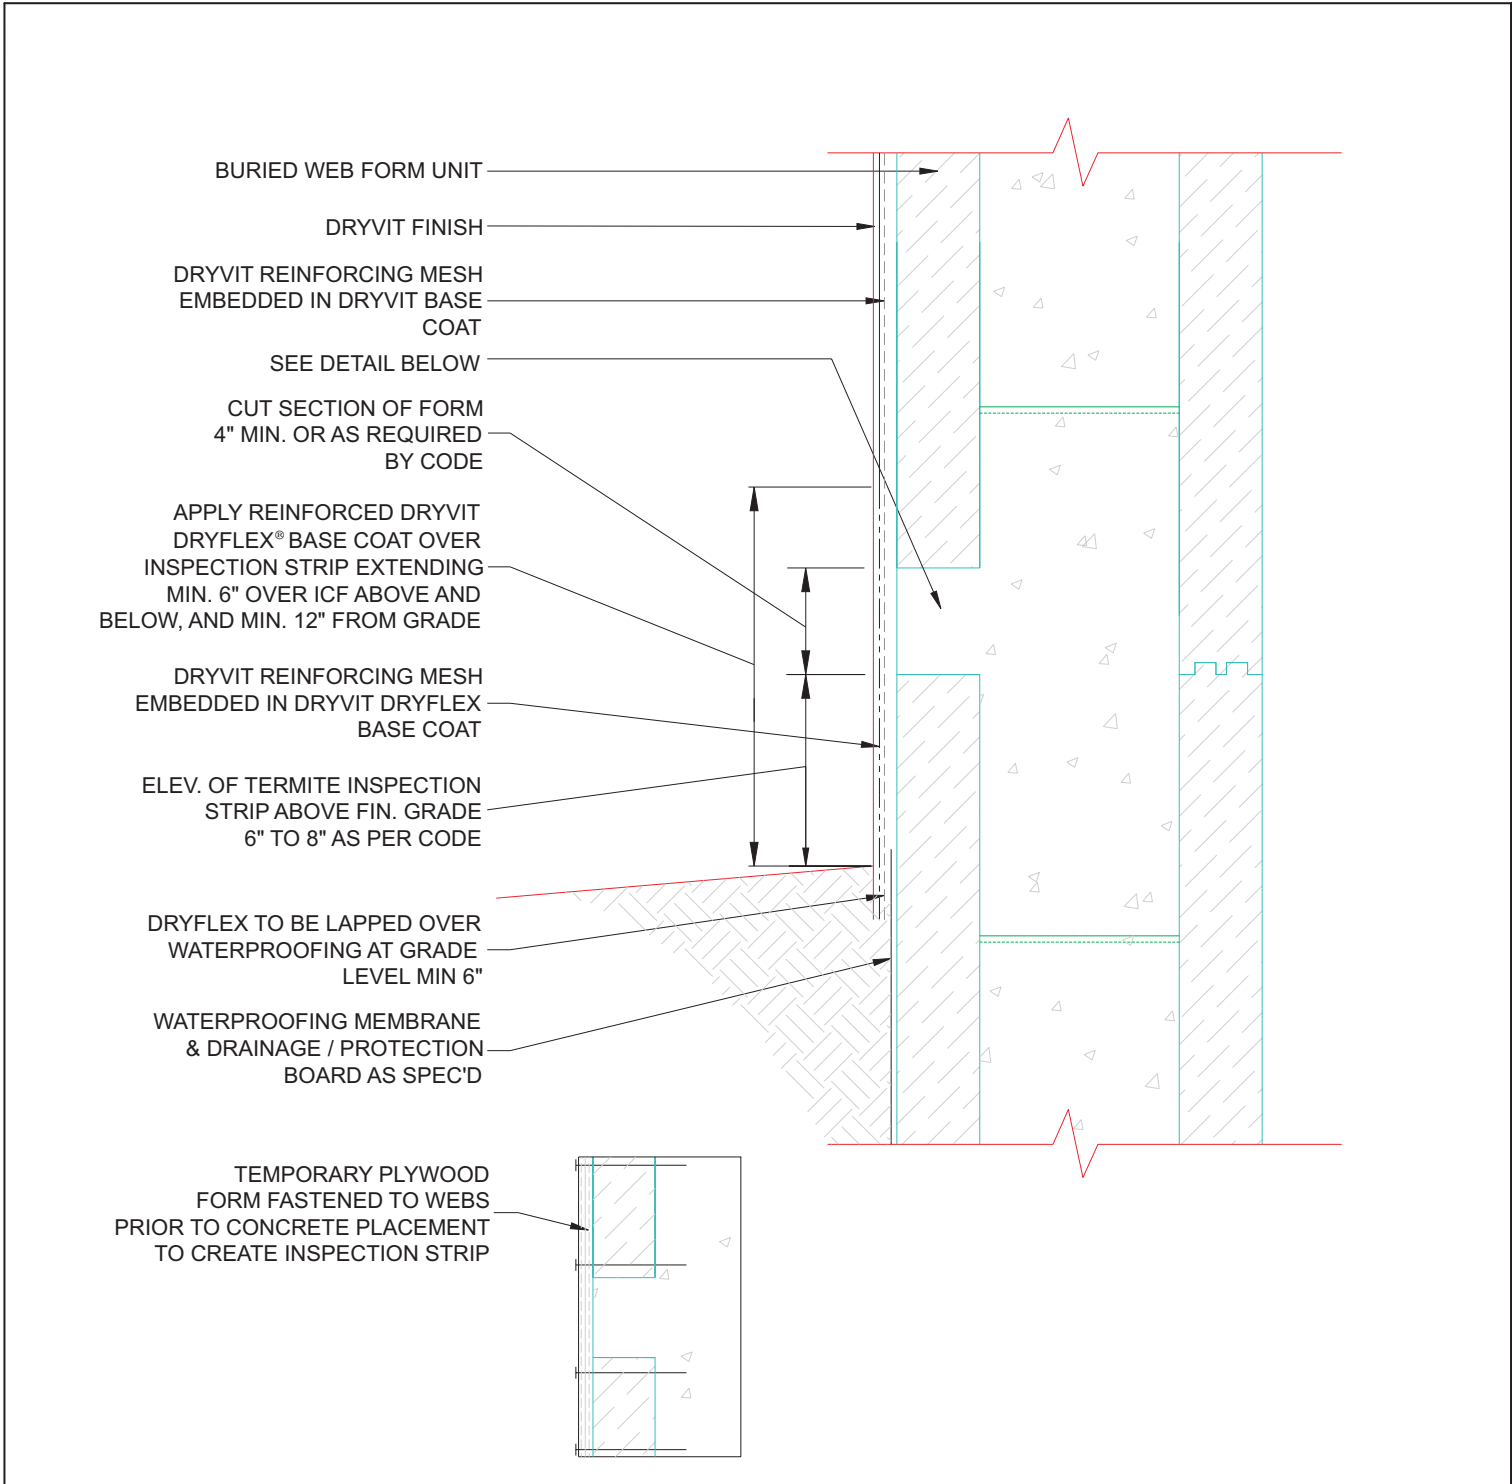 BURIED WEB FORM UNIT
DRYVIT FINISH
DRYVIT REINFORCING MESH
EMBEDDED IN DRYVIT BASE
COAT
SEE DETAIL BELOW
CUT SECTION OF FORM
4" MIN. OR AS REQUIRED
BY CODE
APPLY REINFORCED DRYVIT
DRYFLEX® BASE COAT OVER
INSPECTION STRIP EXTENDING
MIN. 6" OVER ICF ABOVE AND
BELOW, AND MIN. 12" FROM GRADE
DRYVIT REINFORCING MESH
EMBEDDED IN DRYVIT DRYFLEX
BASE COAT
ELEV. OF TERMITE INSPECTION
STRIP ABOVE FIN. GRADE
6" TO 8" AS PER CODE
DRYFLEX TO BE LAPPED OVER
WATERPROOFING AT GRADE
LEVEL MIN 6"
WATERPROOFING MEMBRANE
& DRAINAGE / PROTECTION
BOARD AS SPEC'D
TEMPORARY PLYWOOD
FORM FASTENED TO WEBS
PRIOR TO CONCRETE PLACEMENT
TO CREATE INSPECTION STRIP